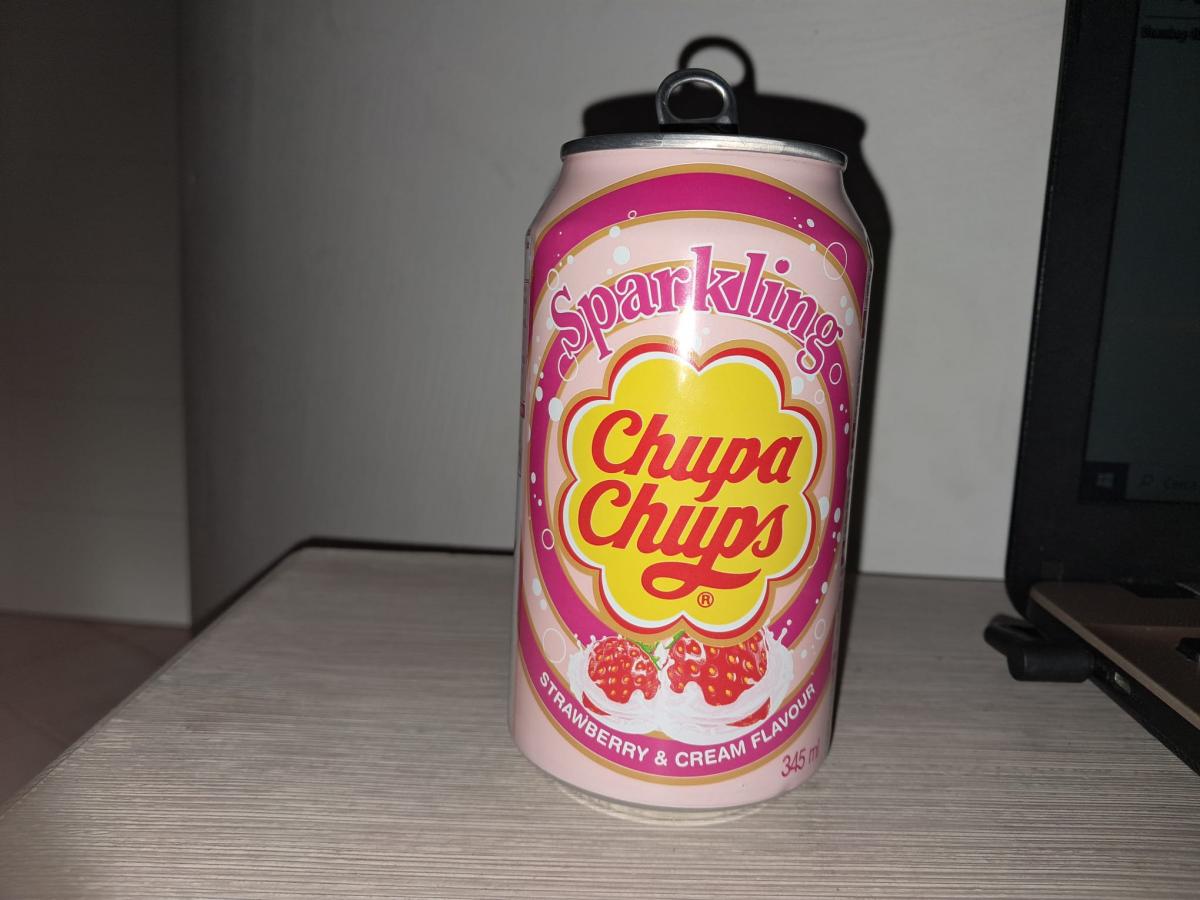 Sparkling
Chupa
Chups
®
STRAWBERRY & CREAM FLAVOUR
345 ml